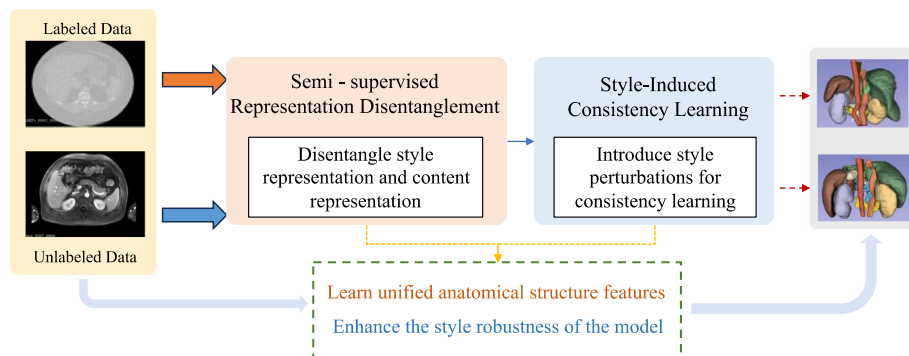 Labeled Data
Unlabeled Data
Semi - supervised
Representation Disentanglement
Disentangle style
representation and content
representation
Style-Induced
Consistency Learning
Introduce style
perturbations for
consistency learning
Learn unified anatomical structure features
Enhance the style robustness of the model